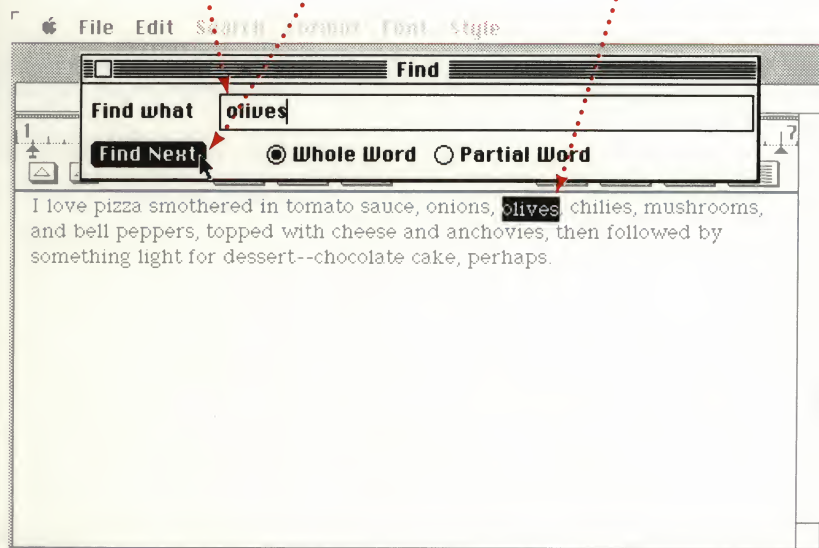 File Edit Search Format Font Style
Find
Find what olives
Find Next Whole Word Partial Word
1 7
I love pizza smothered in tomato sauce, onions, olives, chilies, mushrooms,
and bell peppers, topped with cheese and anchovies, then followed by
something light for dessert--chocolate cake, perhaps.